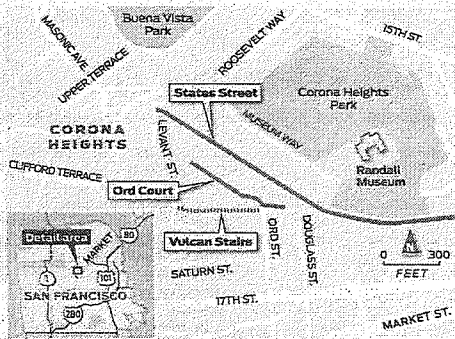 Buena Vista
Park
MASONIC AVE
UPPER TERRACE
ROOSEVELT WAY
15TH ST.
States Street
Corona Heights
Park
MUSEUM WAY
CORONA
HEIGHTS
LEVANT ST.
Randall
Museum
CLIFFORD TERRACE
Ord Court
Vulcan Stairs
ORD ST.
DOUGLASS ST.
SATURN ST.
17TH ST.
MARKET ST.
0 300
FEET
N
Detail area
MARKET
80
1
101
SAN FRANCISCO
280